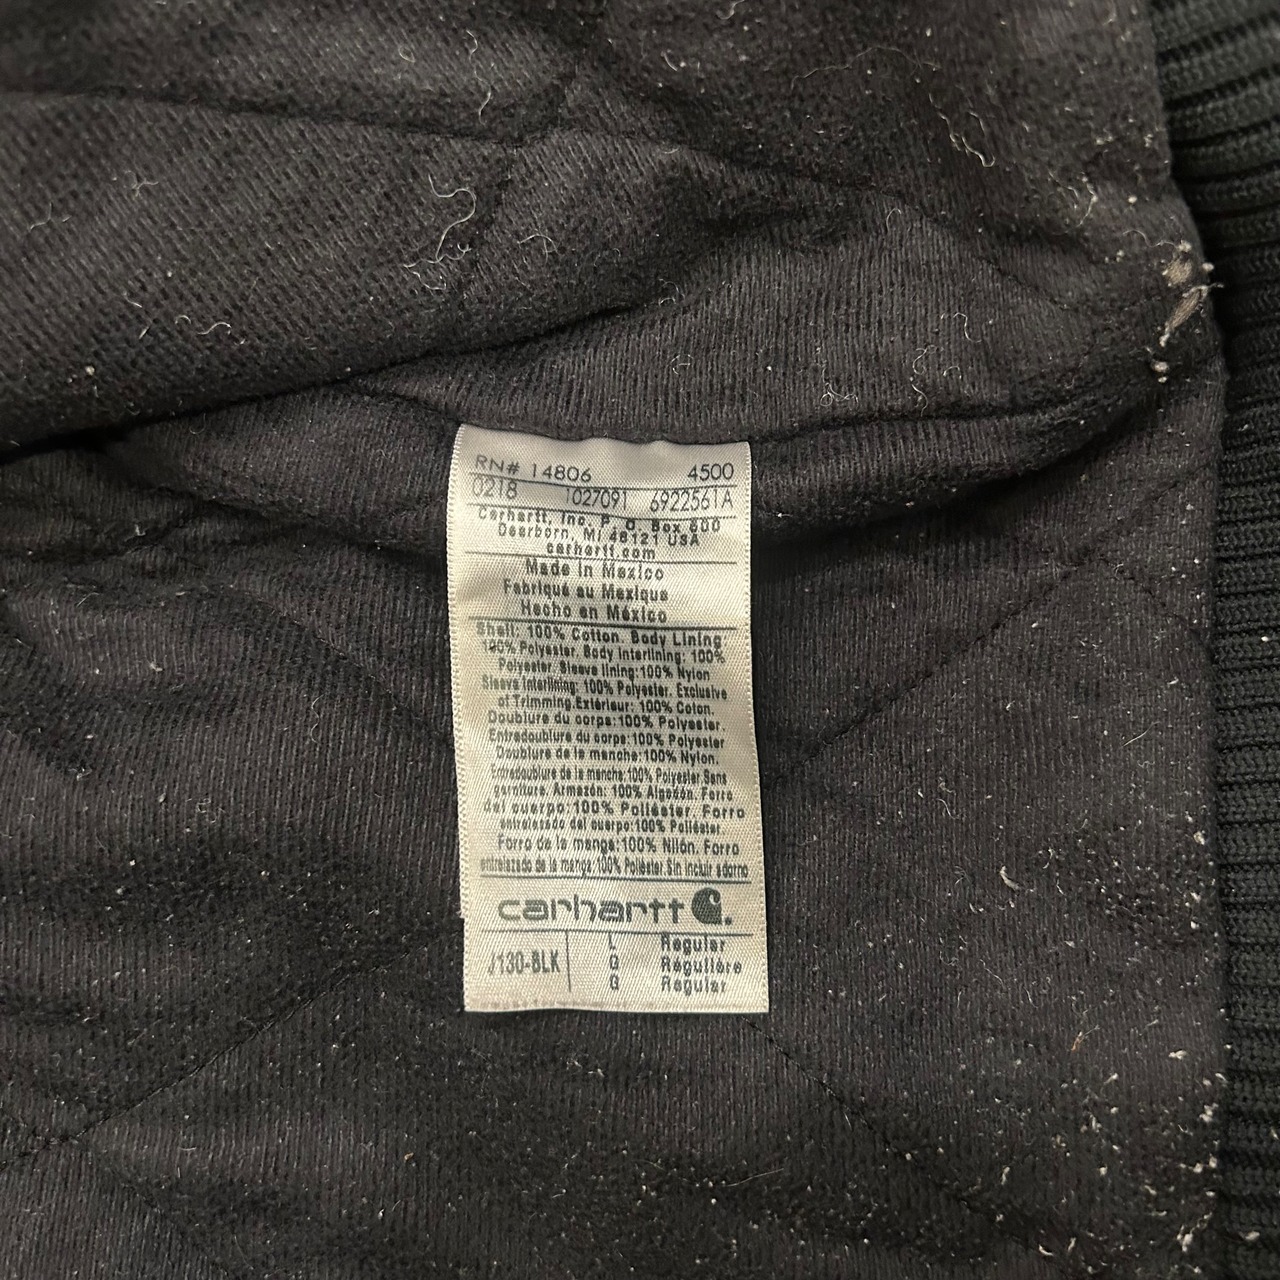 RN# 14806 4500
0218 1027091 6922561A
Carhartt, Inc. P. O. Box 600
Dearborn, MI 48121 USA
carhartt.com
Made in Mexico
Fabriqué au Mexique
Hecho en México
Shell: 100% Cotton. Body Lining
100% Polyester. Body Interlining: 100%
Polyester. Sleeve lining:100% Nylon
Sleeve Interlining: 100% Polyester. Exclusive
of Trimming.Extérieur: 100% Coton.
Doublure du corps:100% Polyester
Entredoublure du corps:100% Polyester
Doublure de la manche:100% Nylon.
Entredoublure de la manche:100% Polyester Sans
garniture. Armazón: 100% Algodón. Forro
del cuerpo:100% Poliéster. Forro
entrelazado del cuerpo:100% Poliéster
Forro de la manga:100% Nilón. Forro
entrelazado de la manga:100% Poliéster.Sin incluir adorno
carhartt
J130-BLK L Regular
G Régulière
G Regular